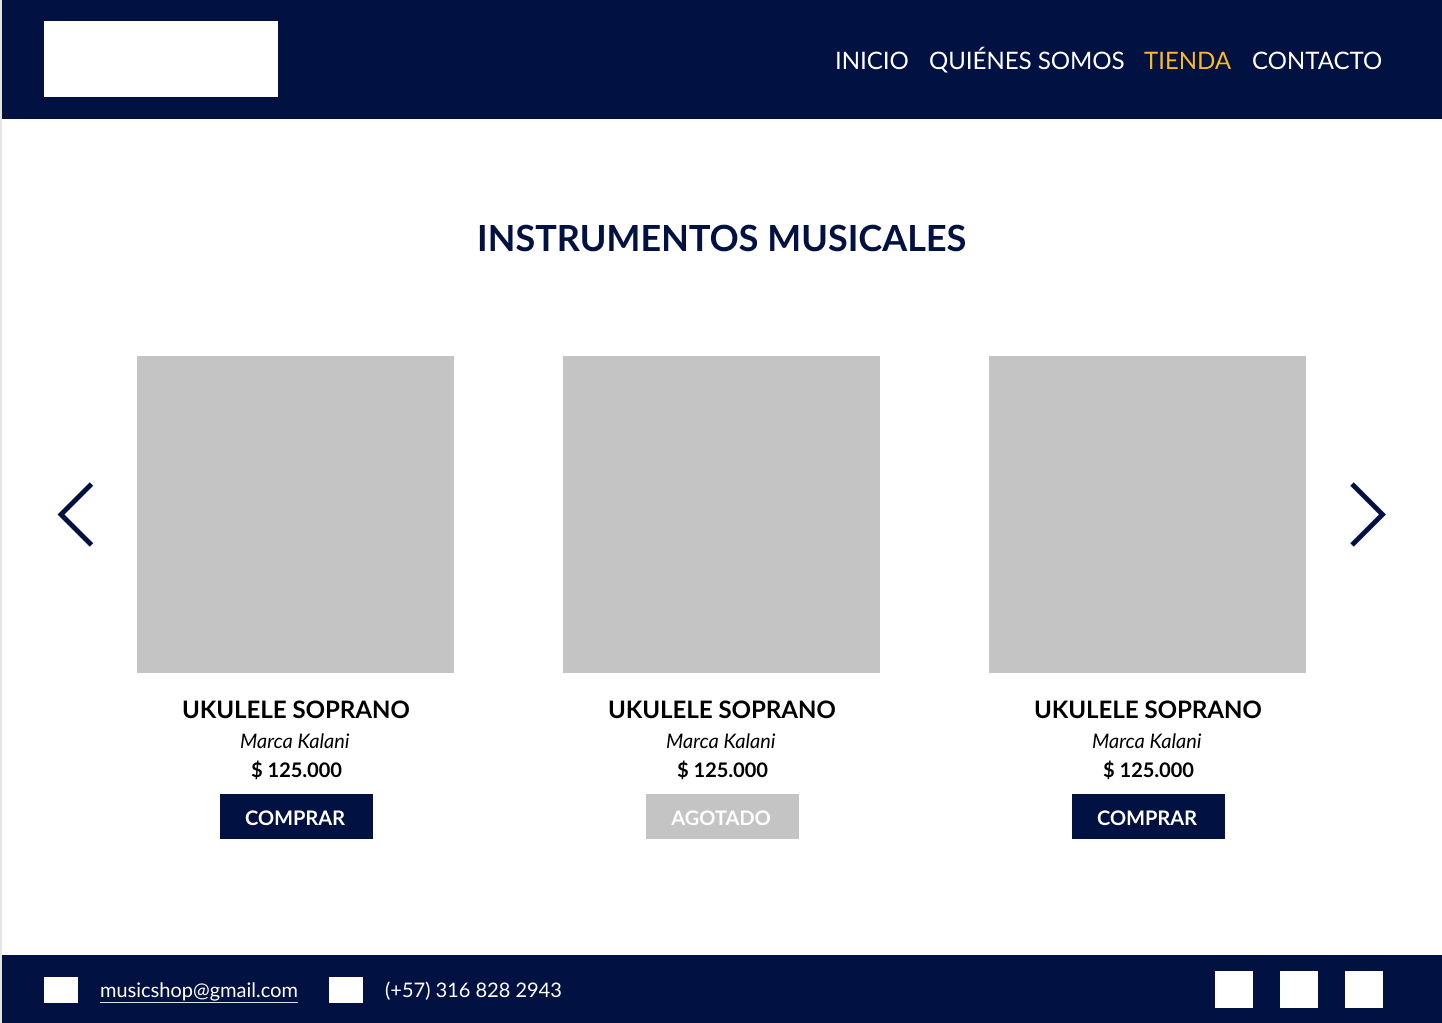 INICIO QUIÉNES SOMOS TIENDA CONTACTO
INSTRUMENTOS MUSICALES
UKULELE SOPRANO
Marca Kalani
$ 125.000
COMPRAR
UKULELE SOPRANO
Marca Kalani
$ 125.000
AGOTADO
UKULELE SOPRANO
Marca Kalani
$ 125.000
COMPRAR
musicshop@gmail.com (+57) 316 828 2943